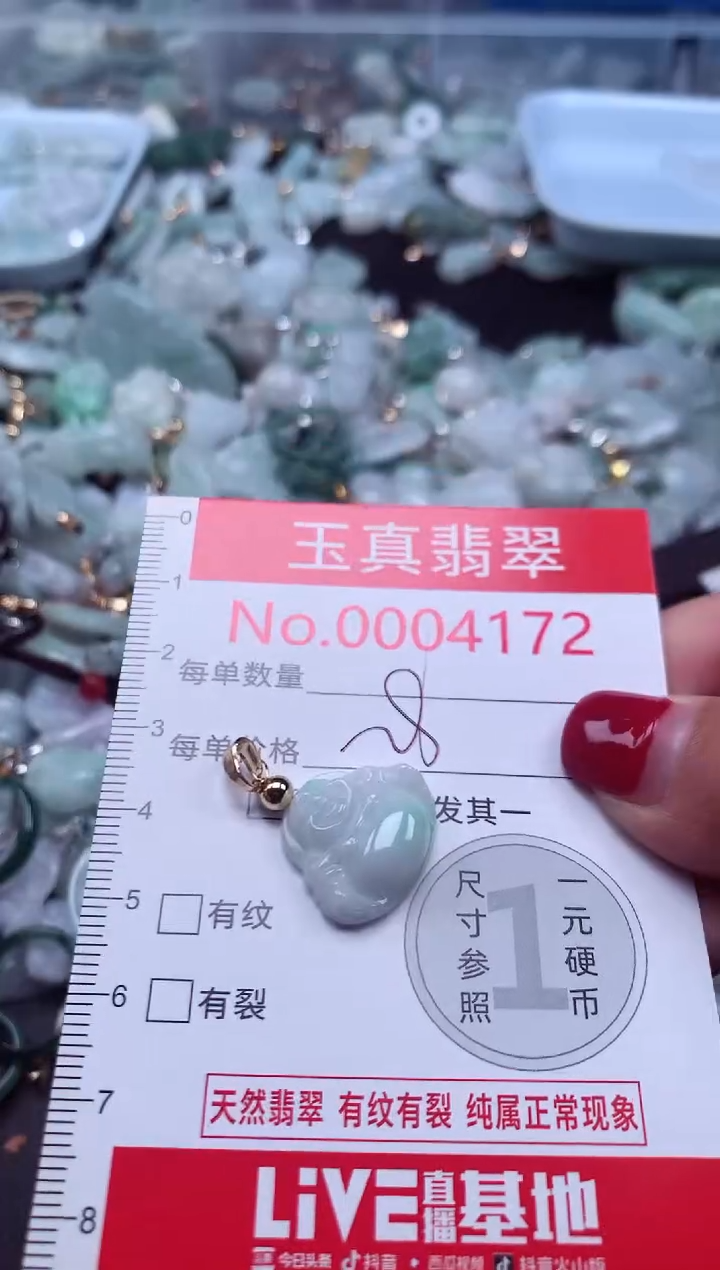 玉真翡翠
No.0004172
每单数量
每单价格
发其一
有纹
有裂
尺寸参照
1
一元硬币
天然翡翠 有纹有裂 纯属正常现象
LiVE直播基地
今日头条 抖音 西瓜视频 抖音火山版
0
1
2
3
4
5
6
7
8